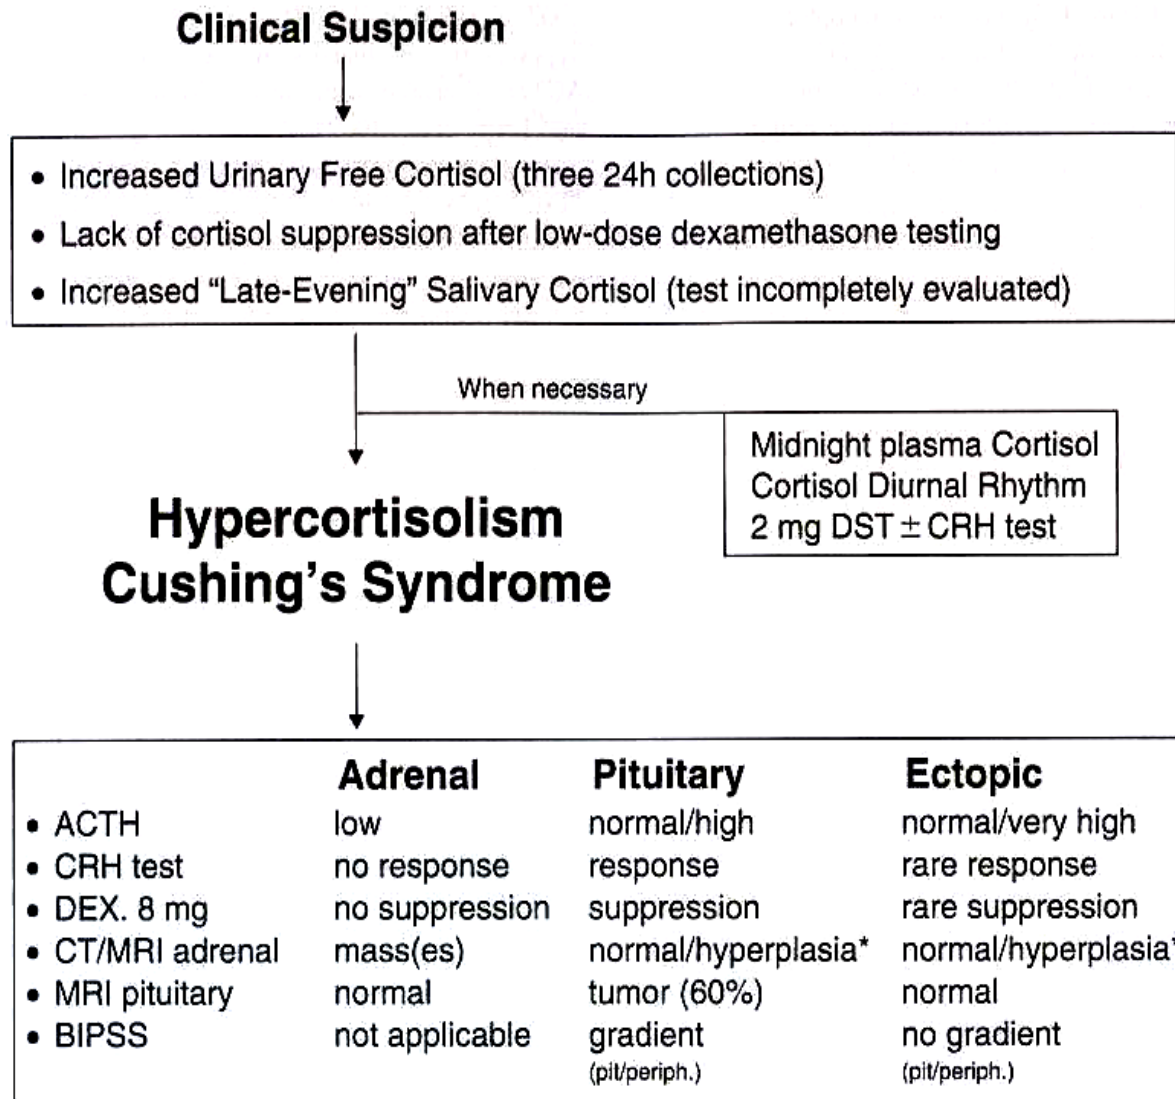 Clinical Suspicion
• Increased Urinary Free Cortisol (three 24h collections)
• Lack of cortisol suppression after low-dose dexamethasone testing
• Increased “Late-Evening” Salivary Cortisol (test incompletely evaluated)
When necessary
Midnight plasma Cortisol
Cortisol Diurnal Rhythm
2 mg DST ± CRH test
Hypercortisolism
Cushing's Syndrome
Adrenal Pituitary Ectopic
• ACTH low normal/high normal/very high
• CRH test no response response rare response
• DEX. 8 mg no suppression suppression rare suppression
• CT/MRI adrenal mass(es) normal/hyperplasia* normal/hyperplasia*
• MRI pituitary normal tumor (60%) normal
• BIPSS not applicable gradient no gradient
(pit/periph.) (pit/periph.)